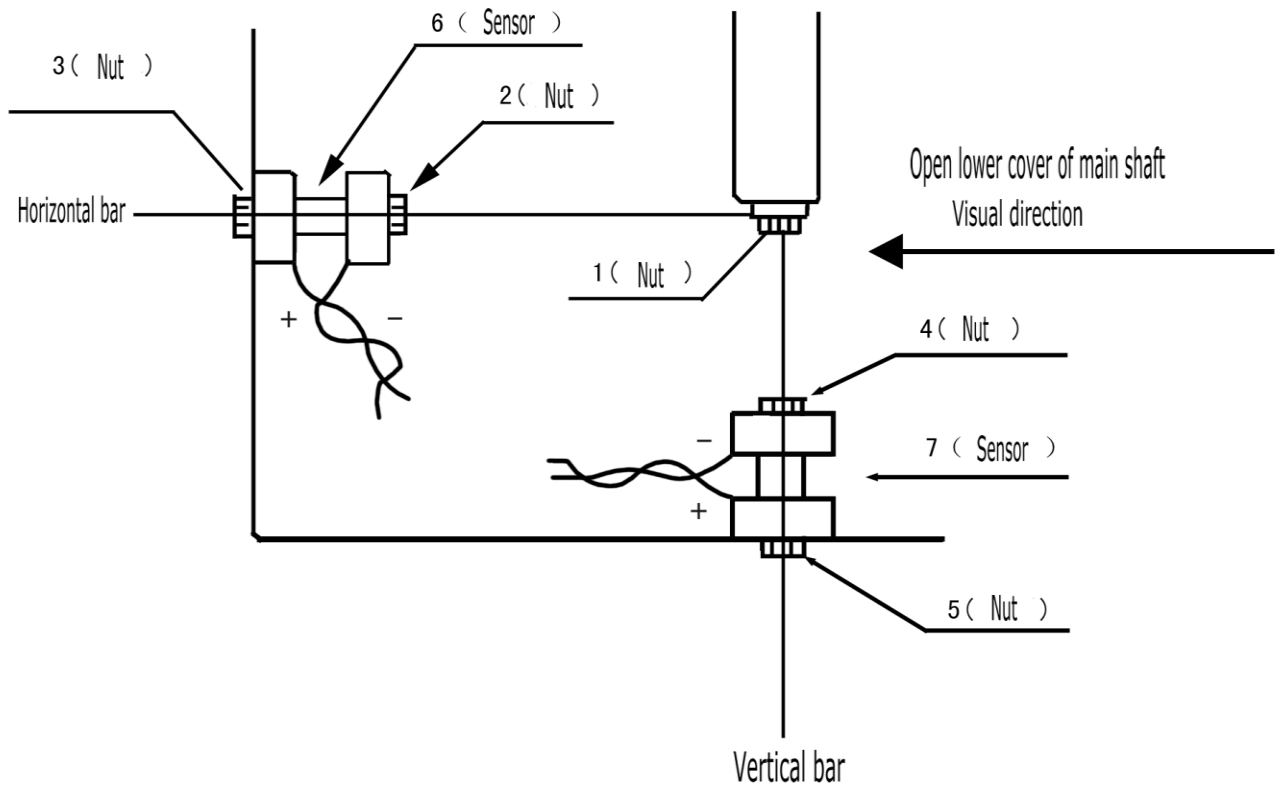 6（ Sensor ）
3( Nut )
2( Nut )
Open lower cover of main shaft
Visual direction
Horizontal bar
1( Nut )
+
−
4( Nut )
−
7（ Sensor ）
+
5( Nut )
Vertical bar